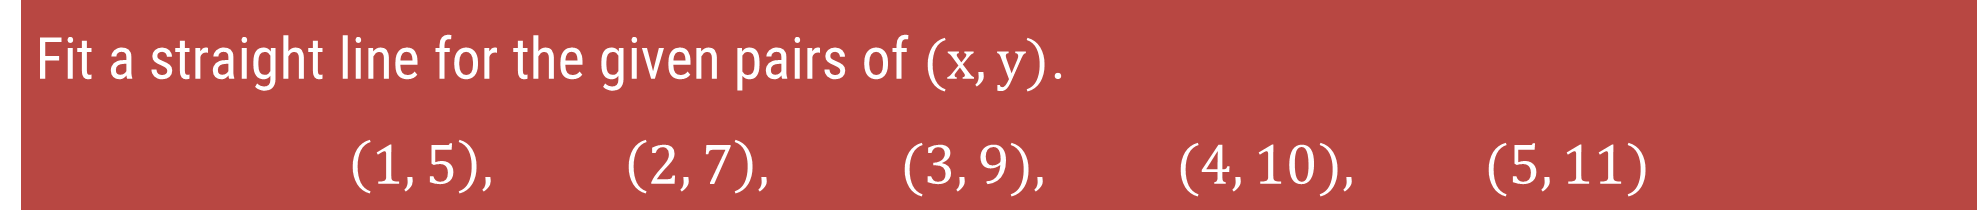 Fit a straight line for the given pairs of (x, y).
(1, 5), (2, 7), (3, 9), (4, 10), (5, 11)